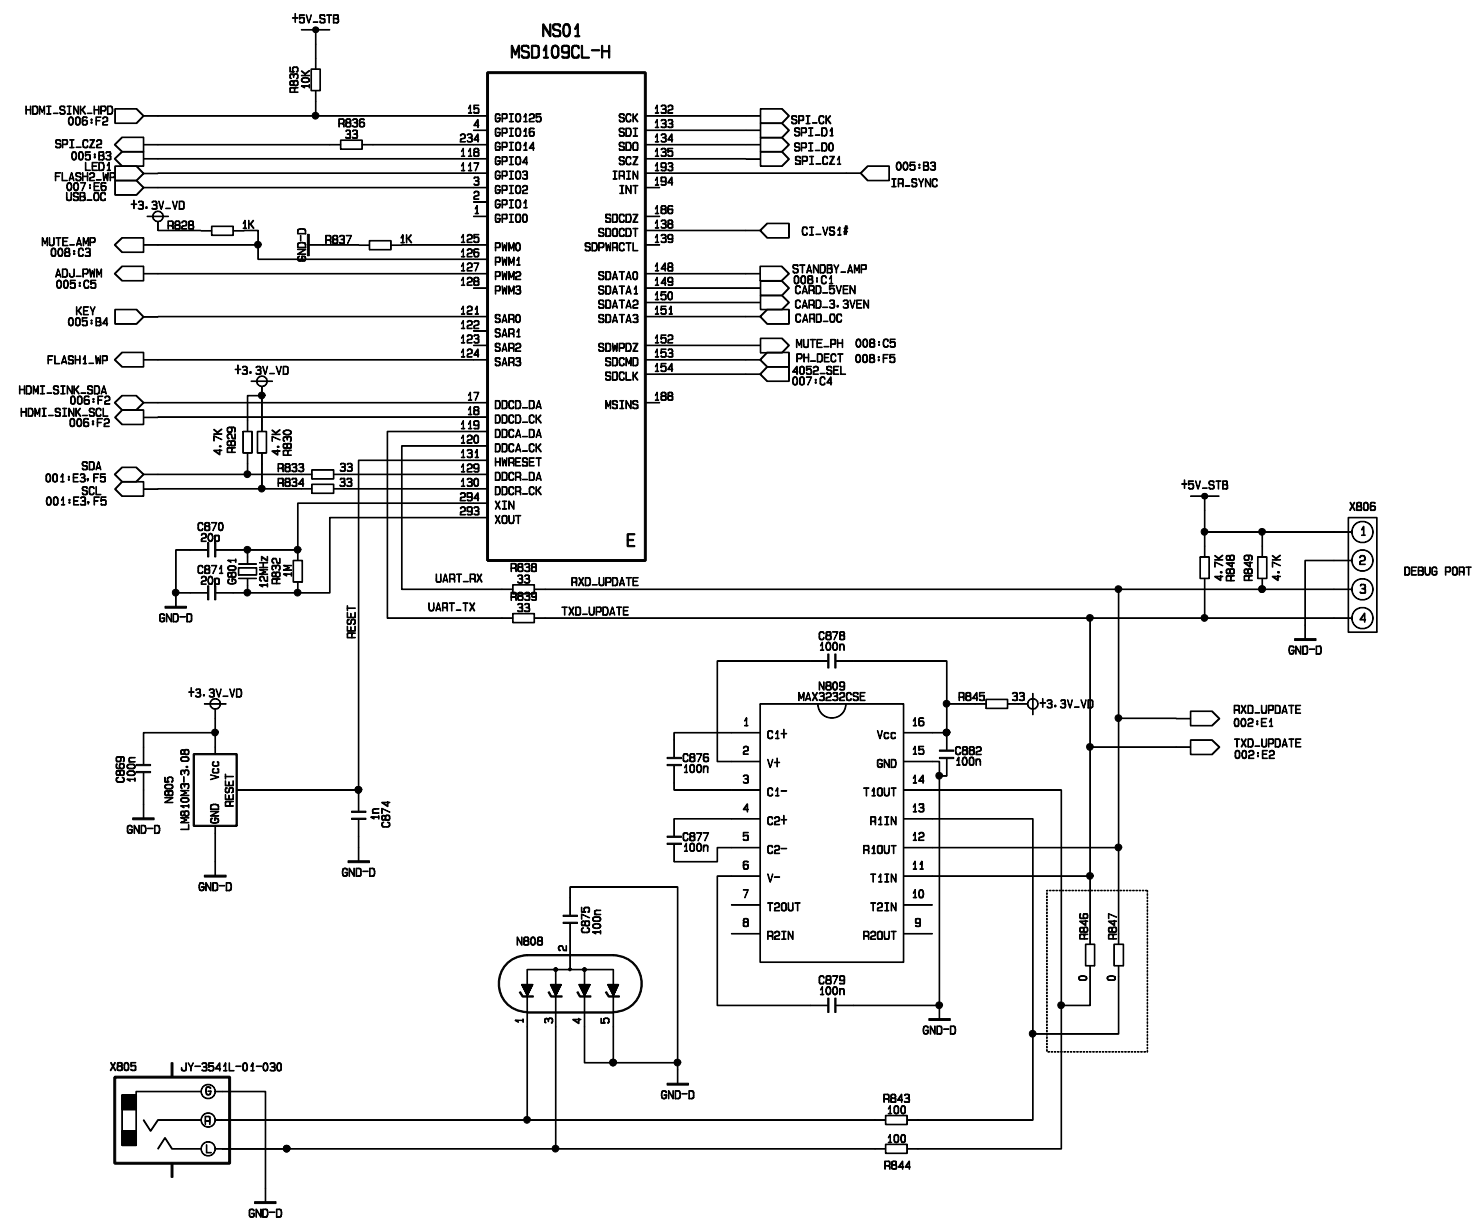 +5V_STB
NS01
MSD109CL-H
R835
10K
HDMI_SINK_HPD
006:F2
15
GPIO125
4
GPIO16
R836
33
234
GPIO14
SPI_CZ2
005:B3
118
GPIO4
LED1
117
GPIO3
FLASH2_WP
007:E6
3
GPIO2
USB_OC
2
GPIO1
1
GPIO0
+3.3V_VD
R828
1K
MUTE_AMP
008:C3
GND-D
R837
1K
125
PWM0
126
PWM1
ADJ_PWM
005:C5
127
PWM2
128
PWM3
KEY
005:B4
121
SAR0
122
SAR1
123
SAR2
FLASH1_WP
124
SAR3
+3.3V_VD
HDMI_SINK_SDA
006:F2
17
DDCD_DA
HDMI_SINK_SCL
006:F2
18
DDCD_CK
119
DDCA_DA
120
DDCA_CK
131
HWRESET
4.7K
R829
4.7K
R830
SDA
001:E3,F5
R833
33
129
DDCR_DA
SCL
001:E3,F5
R834
33
130
DDCR_CK
294
XIN
293
XOUT
E
SCK
132
SPI_CK
SDI
133
SPI_D1
SDO
134
SPI_D0
SCZ
135
SPI_CZ1
IRIN
193
005:B3
IR_SYNC
INT
194
SDCDZ
186
SDOCDT
138
CI_VS1#
SDPWRCTL
139
SDATA0
148
STANDBY_AMP
008:C1
SDATA1
149
CARD_5VEN
SDATA2
150
CARD_3.3VEN
SDATA3
151
CARD_OC
SDWPDZ
152
MUTE_PH 008:C5
SDCMD
153
PH_DECT 008:F5
SDCLK
154
4052_SEL
007:C4
MSINS
188
C870
20p
C871
20p
G801
12MHz
R832
1M
GND-D
RESET
UART_RX
R838
33
RXD_UPDATE
UART_TX
R839
33
TXD_UPDATE
+5V_STB
X806
1
2
3
4
4.7K
R848
R849
4.7K
DEBUG PORT
GND-D
+3.3V_VD
C869
100n
N805
LM810M3-3.08
Vcc
GND
RESET
GND-D
GND-D
1n
C874
GND-D
C878
100n
N809
MAX3232CSE
R845
33
+3.3V_VD
C882
100n
C876
100n
C877
100n
1
C1+
2
V+
3
C1-
4
C2+
5
C2-
6
V-
7
T2OUT
8
R2IN
Vcc
16
GND
15
T1OUT
14
R1IN
13
R1OUT
12
T1IN
11
T2IN
10
R2OUT
9
C879
100n
GND-D
RXD_UPDATE
002:E1
TXD_UPDATE
002:E2
R846
0
R847
0
C875
100n
N808
2
1
3
4
5
GND-D
X805
JY-3541L-01-030
G
R
L
GND-D
R843
100
100
R844